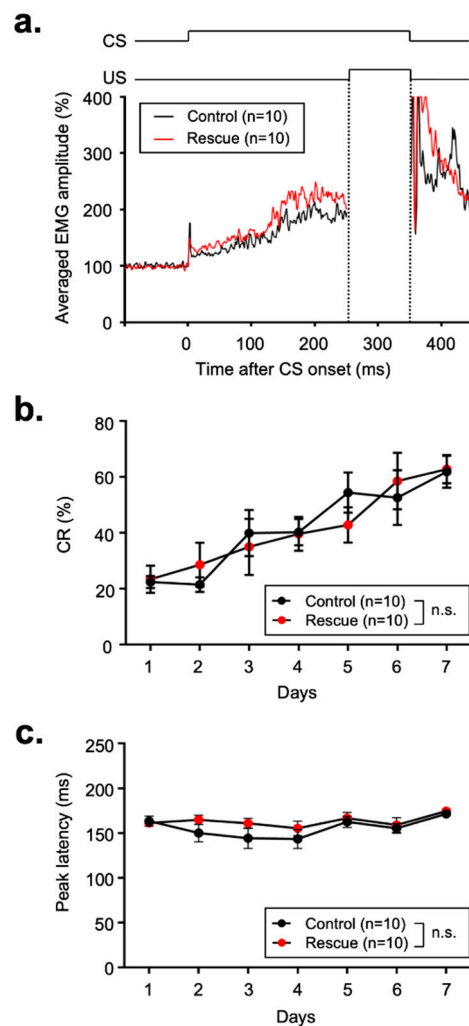 a.
CS
US
Averaged EMG amplitude (%)
400
300
200
100
0
Control (n=10)
Rescue (n=10)
0 100 200 300 400
Time after CS onset (ms)
b.
CR (%)
80
60
40
20
0
Control (n=10)
Rescue (n=10)
n.s.
1 2 3 4 5 6 7
Days
c.
Peak latency (ms)
250
200
150
100
50
0
Control (n=10)
Rescue (n=10)
n.s.
1 2 3 4 5 6 7
Days